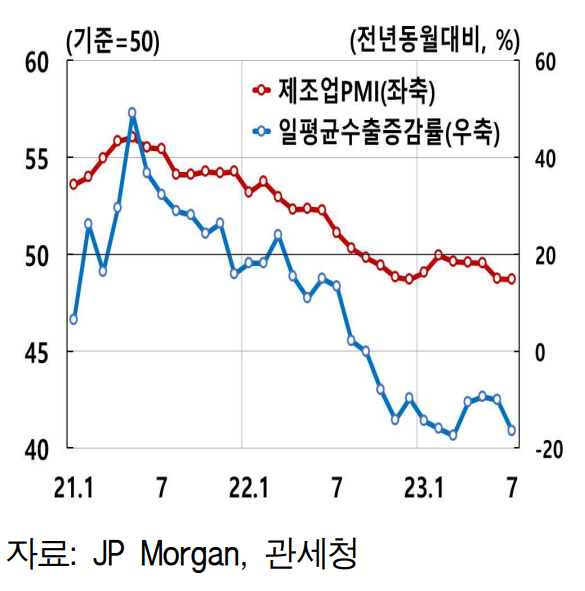 (기준=50) (전년동월대비, %)
60 60
제조업PMI(좌축)
일평균수출증감률(우축)
55 40
50 20
45 0
40 -20
21.1 7 22.1 7 23.1 7
자료: JP Morgan, 관세청